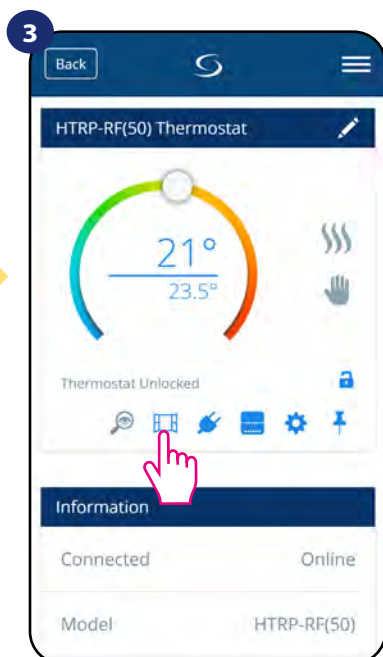 3
Back
HTRP-RF(50) Thermostat
21°
23.5°
Thermostat Unlocked
Information
Connected Online
Model HTRP-RF(50)